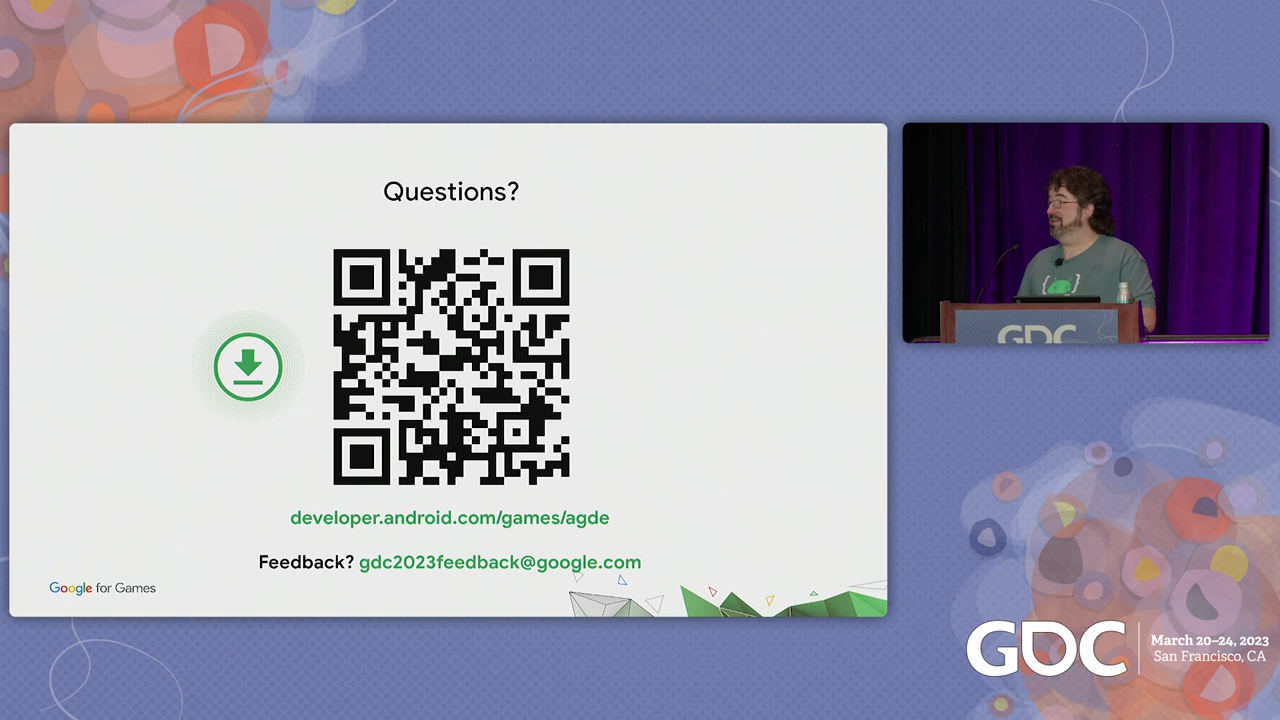 Questions?
developer.android.com/games/agde
Feedback? gdc2023feedback@google.com
Google for Games
GDC
GDC
March 20–24, 2023
San Francisco, CA